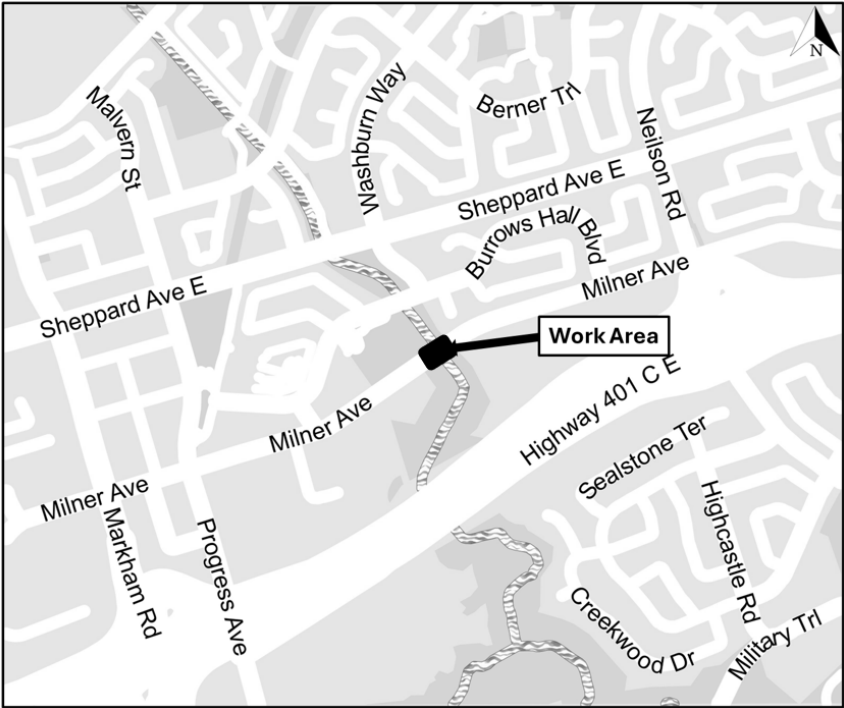 N
Malvern St
Washburn Way
Berner Trl
Neilson Rd
Sheppard Ave E
Burrows Hall Blvd
Milner Ave
Sheppard Ave E
Work Area
Highway 401 C E
Milner Ave
Sealstone Ter
Milner Ave
Markham Rd
Progress Ave
Highcastle Rd
Creekwood Dr
Military Trl